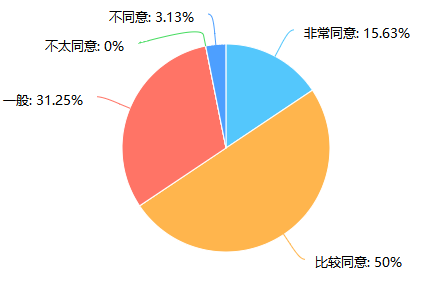 不同意: 3.13%
非常同意: 15.63%
不太同意: 0%
一般: 31.25%
比较同意: 50%